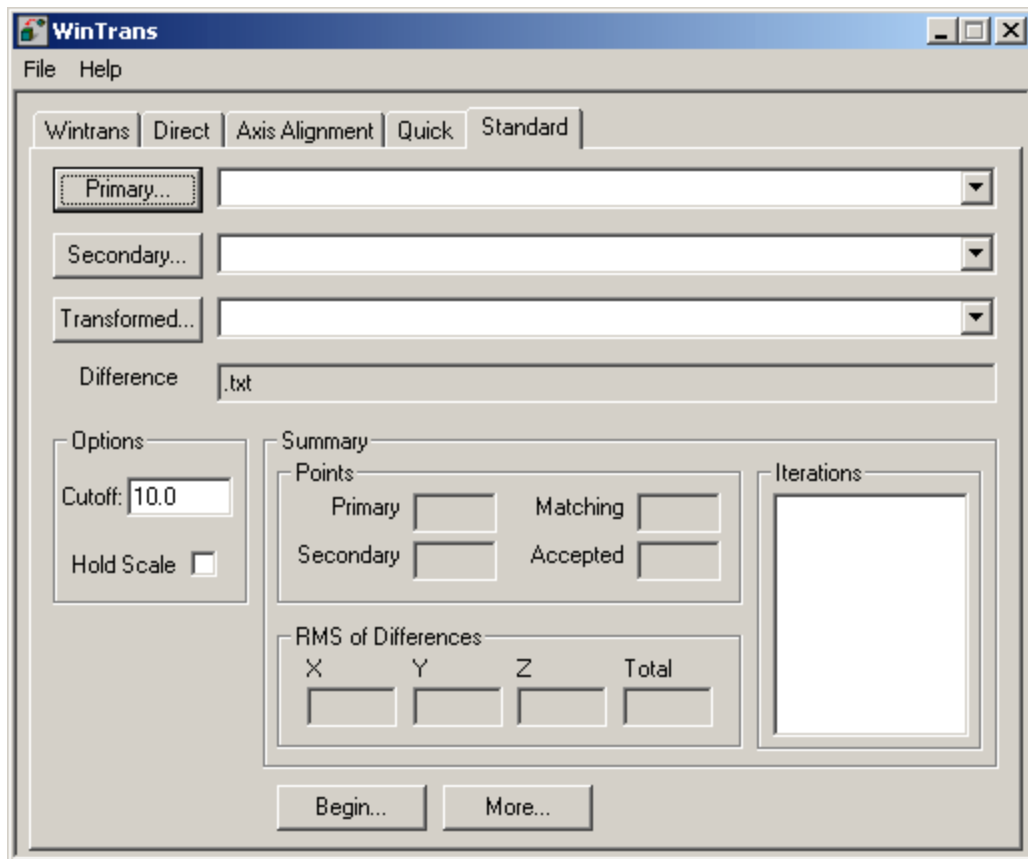 WinTrans
File Help
Wintrans Direct Axis Alignment Quick Standard
Primary...
Secondary...
Transformed...
Difference .txt
Options
Cutoff: 10.0
Hold Scale
Summary
Points
Primary Matching
Secondary Accepted
RMS of Differences
X Y Z Total
Iterations
Begin... More...